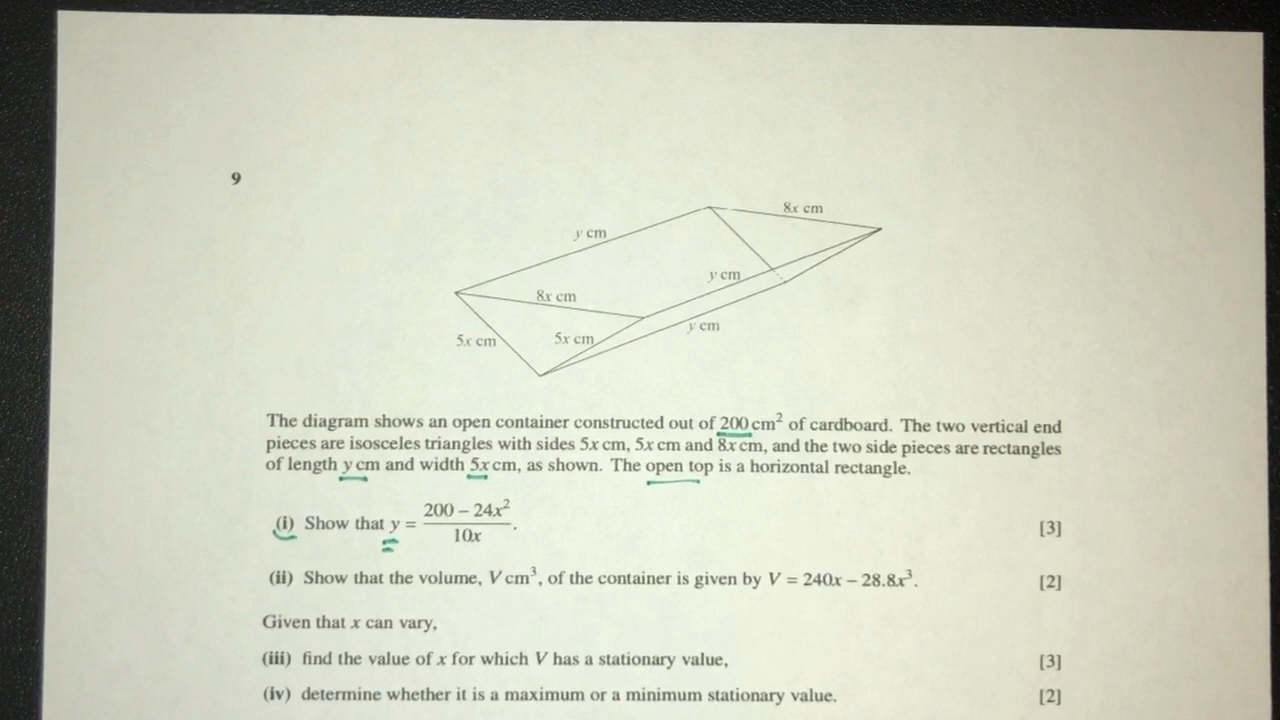 9
8x cm
y cm
y cm
8x cm
y cm
5x cm
5x cm
The diagram shows an open container constructed out of 200 cm² of cardboard. The two vertical end
pieces are isosceles triangles with sides 5x cm, 5x cm and 8x cm, and the two side pieces are rectangles
of length y cm and width 5x cm, as shown. The open top is a horizontal rectangle.
(i) Show that y = (200 – 24x²)/(10x). [3]
(ii) Show that the volume, V cm³, of the container is given by V = 240x – 28.8x³. [2]
Given that x can vary,
(iii) find the value of x for which V has a stationary value, [3]
(iv) determine whether it is a maximum or a minimum stationary value. [2]